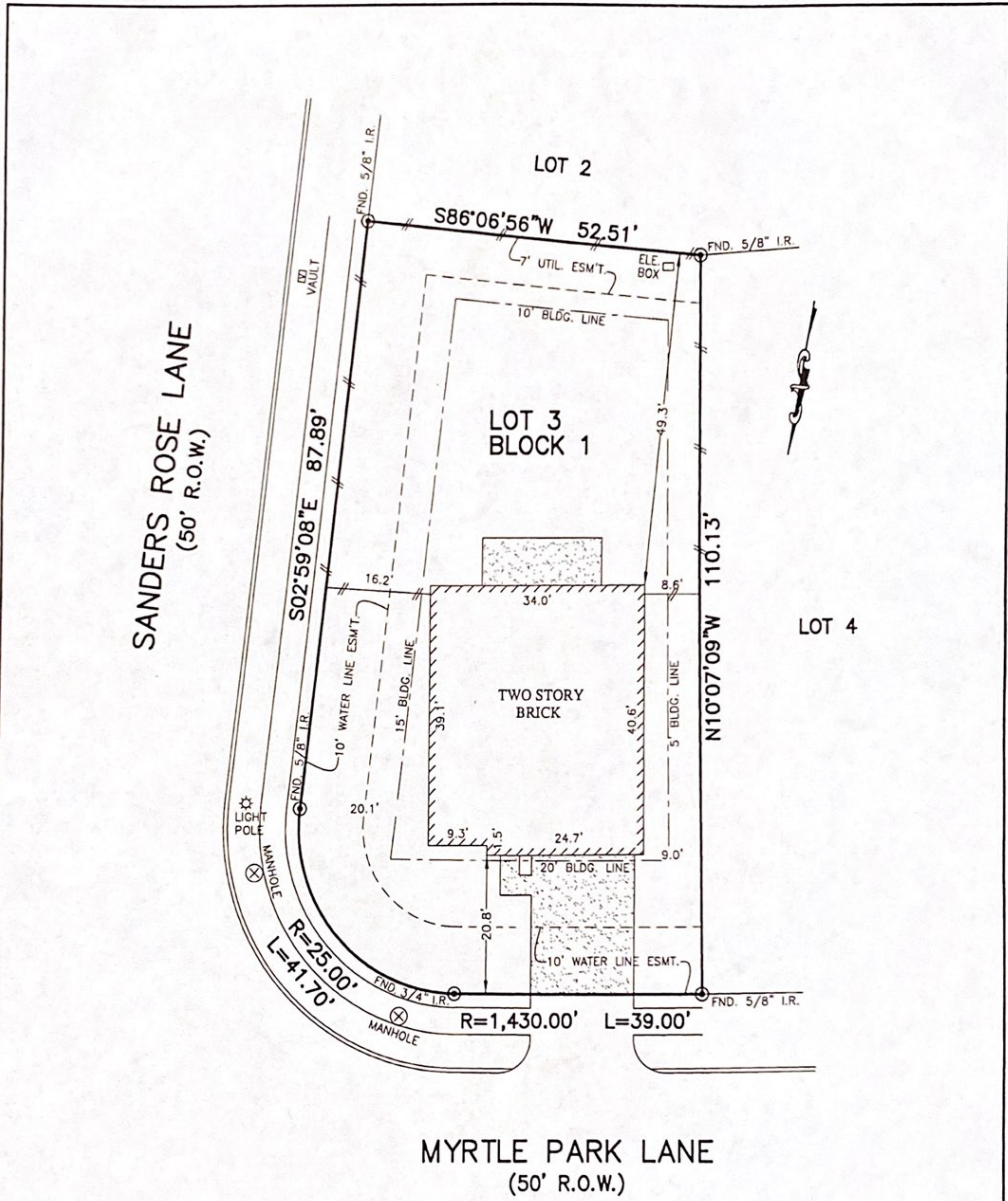 LOT 2
FND. 5/8" I.R.
S86°06'56"W 52.51'
FND. 5/8" I.R.
7' UTIL. ESM'T.
ELE.
BOX
VAULT
10' BLDG. LINE
SANDERS ROSE LANE
(50' R.O.W.)
S02°59'08"E 87.89'
LOT 3
BLOCK 1
49.3'
N10°07'09"W 110.13'
16.2'
34.0'
8.6'
LOT 4
10' WATER LINE ESM'T.
15' BLDG. LINE
39.1'
TWO STORY
BRICK
40.6'
5' BLDG. LINE
FND. 5/8" I.R.
20.1'
LIGHT
POLE
9.3'
1.5'
24.7'
9.0'
20' BLDG. LINE
MANHOLE
20.8'
R=25.00'
L=41.70'
10' WATER LINE ESMT.
FND. 3/4" I.R.
FND. 5/8" I.R.
MANHOLE
R=1,430.00' L=39.00'
MYRTLE PARK LANE
(50' R.O.W.)